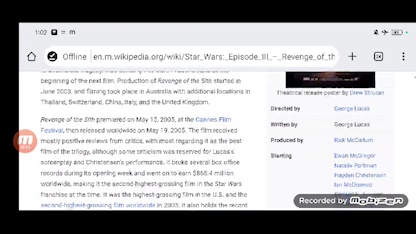 1:02
Offline en.m.wikipedia.org/wiki/Star_Wars:_Episode_III_–_Revenge_of_th
beginning of the next film. Production of Revenge of the Sith started in
June 2003, and filming took place in Australia with additional locations in
Thailand, Switzerland, China, Italy, and the United Kingdom.
Revenge of the Sith premiered on May 15, 2005, at the Cannes Film
Festival, then released worldwide on May 19, 2005. The film received
mostly positive reviews from critics, with most regarding it as the best
film of the trilogy, although some criticism was reserved for Lucas's
screenplay and Christensen's performance. It broke several box office
records during its opening week and went on to earn $868.4 million
worldwide, making it the second-highest-grossing film in the Star Wars
franchise at the time. It was the highest-grossing film in the U.S. and the
second-highest-grossing film worldwide in 2005. It also holds the record
Theatrical release poster by Drew Struzan
Directed by George Lucas
Written by George Lucas
Produced by Rick McCallum
Starring Ewan McGregor
Natalie Portman
Hayden Christensen
Ian McDiarmid
Recorded by MOBIZEN